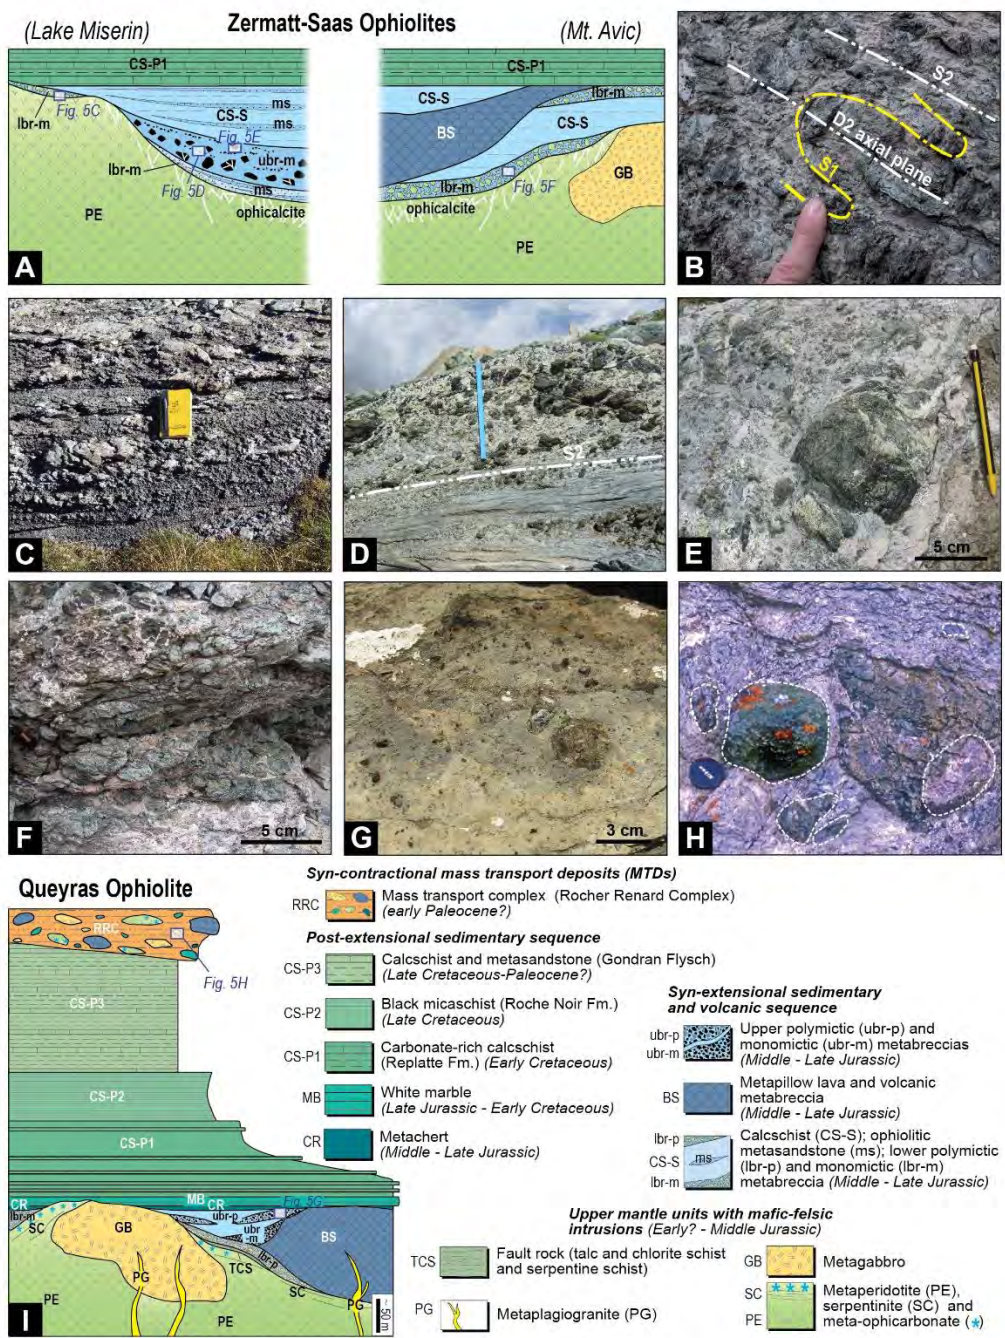 Zermatt-Saas Ophiolites
(Lake Miserin)
(Mt. Avic)
CS-P1
lbr-m
Fig. 5C
ms
CS-S
ms
Fig. 5E
lbr-m
ubr-m
Fig. 5D
ms
ophicalcite
PE
A
CS-P1
CS-S
lbr-m
BS
CS-S
GB
lbr-m
Fig. 5F
ophicalcite
PE
S2
D2 axial plane
S1
B
C
S2
D
5 cm
E
5 cm
F
3 cm
G
H
Queyras Ophiolite
RRC
Fig. 5H
CS-P3
CS-P2
CS-P1
MB
CR
CR
Fig. 5G
lbr-m
SC
GB
ubr-p
ubr
-m
BS
lbr-p
TCS
PG
SC
PG
PE
PE
~50 m
I
Syn-contractional mass transport deposits (MTDs)
RRC
Mass transport complex (Rocher Renard Complex)
(early Paleocene?)
Post-extensional sedimentary sequence
CS-P3
Calcschist and metasandstone (Gondran Flysch)
(Late Cretaceous-Paleocene?)
CS-P2
Black micaschist (Roche Noir Fm.)
(Late Cretaceous)
CS-P1
Carbonate-rich calcschist
(Replatte Fm.) (Early Cretaceous)
MB
White marble
(Late Jurassic - Early Cretaceous)
CR
Metachert
(Middle - Late Jurassic)
Syn-extensional sedimentary
and volcanic sequence
ubr-p
ubr-m
Upper polymictic (ubr-p) and
monomictic (ubr-m) metabreccias
(Middle - Late Jurassic)
BS
Metapillow lava and volcanic
metabreccia
(Middle - Late Jurassic)
lbr-p
CS-S
ms
lbr-m
Calcschist (CS-S); ophiolitic
metasandstone (ms); lower polymictic
(lbr-p) and monomictic (lbr-m)
metabreccia (Middle - Late Jurassic)
Upper mantle units with mafic-felsic
intrusions (Early? - Middle Jurassic)
TCS
Fault rock (talc and chlorite schist
and serpentine schist)
PG
Metaplagiogranite (PG)
GB
Metagabbro
SC
PE
Metaperidotite (PE),
serpentinite (SC) and
meta-ophicarbonate (*)